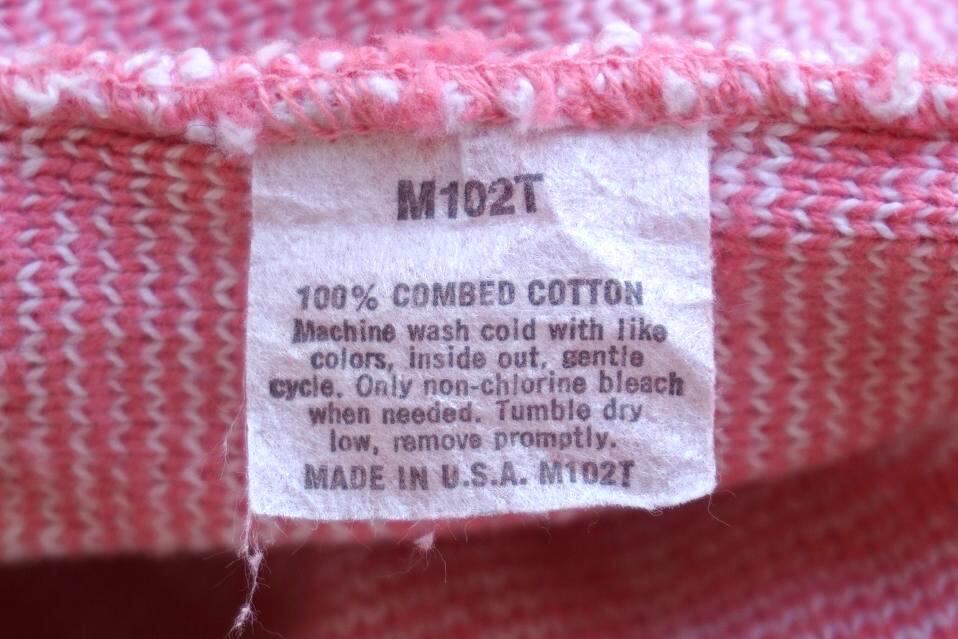 M102T
100% COMBED COTTON
Machine wash cold with like
colors, inside out, gentle
cycle. Only non-chlorine bleach
when needed. Tumble dry
low, remove promptly.
MADE IN U.S.A. M102T